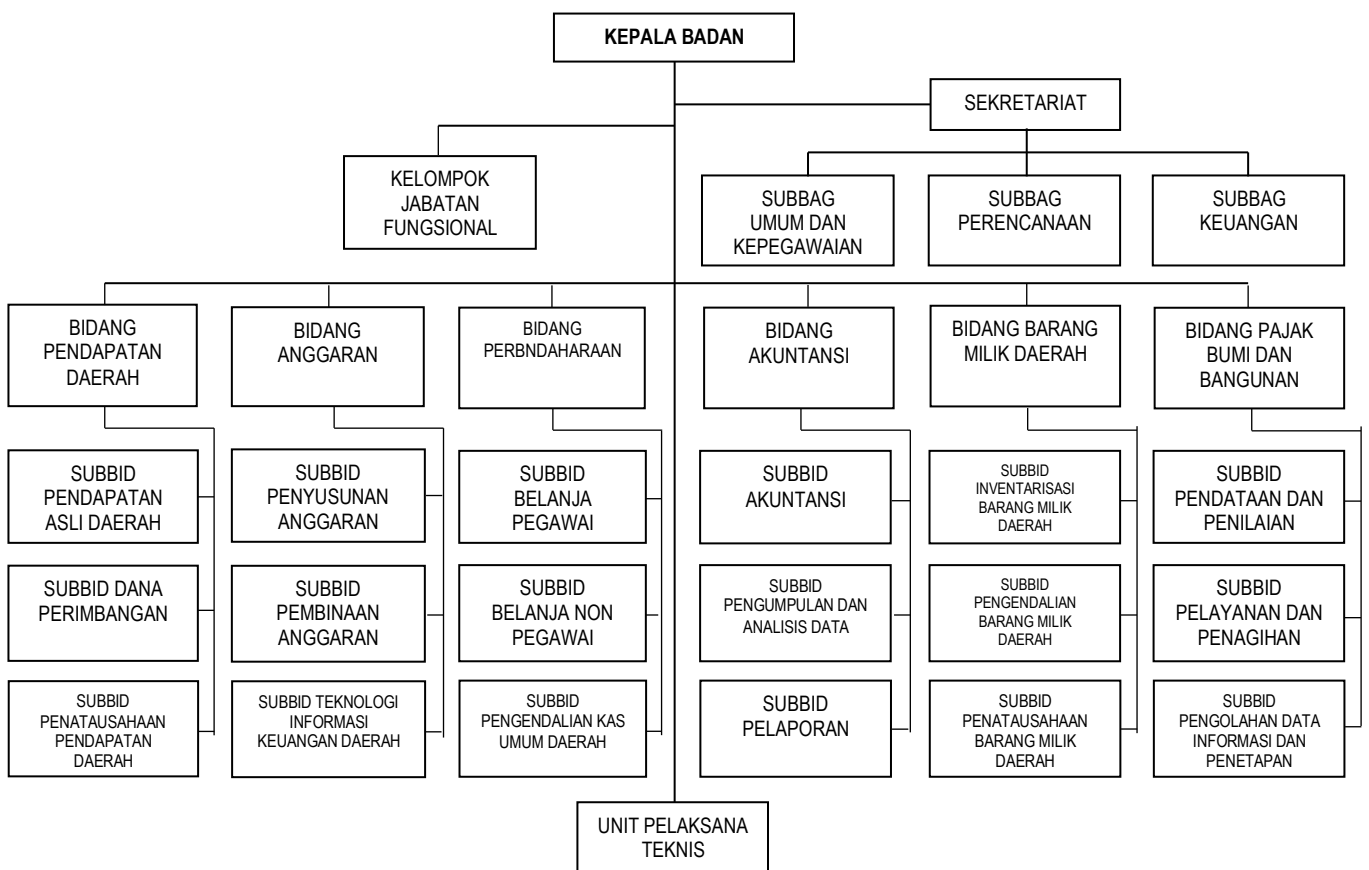 KEPALA BADAN
SEKRETARIAT
KELOMPOK
JABATAN
FUNGSIONAL
SUBBAG
UMUM DAN
KEPEGAWAIAN
SUBBAG
PERENCANAAN
SUBBAG
KEUANGAN
BIDANG
PENDAPATAN
DAERAH
BIDANG
ANGGARAN
BIDANG
PERBNDAHARAAN
BIDANG
AKUNTANSI
BIDANG BARANG
MILIK DAERAH
BIDANG PAJAK
BUMI DAN
BANGUNAN
SUBBID
PENDAPATAN
ASLI DAERAH
SUBBID
PENYUSUNAN
ANGGARAN
SUBBID
BELANJA
PEGAWAI
SUBBID
AKUNTANSI
SUBBID
INVENTARISASI
BARANG MILIK
DAERAH
SUBBID
PENDATAAN DAN
PENILAIAN
SUBBID DANA
PERIMBANGAN
SUBBID
PEMBINAAN
ANGGARAN
SUBBID
BELANJA NON
PEGAWAI
SUBBID
PENGUMPULAN DAN
ANALISIS DATA
SUBBID
PENGENDALIAN
BARANG MILIK
DAERAH
SUBBID
PELAYANAN DAN
PENAGIHAN
SUBBID
PENATAUSAHAAN
PENDAPATAN
DAERAH
SUBBID TEKNOLOGI
INFORMASI
KEUANGAN DAERAH
SUBBID
PENGENDALIAN KAS
UMUM DAERAH
SUBBID
PELAPORAN
SUBBID
PENATAUSAHAAN
BARANG MILIK
DAERAH
SUBBID
PENGOLAHAN DATA
INFORMASI DAN
PENETAPAN
UNIT PELAKSANA
TEKNIS